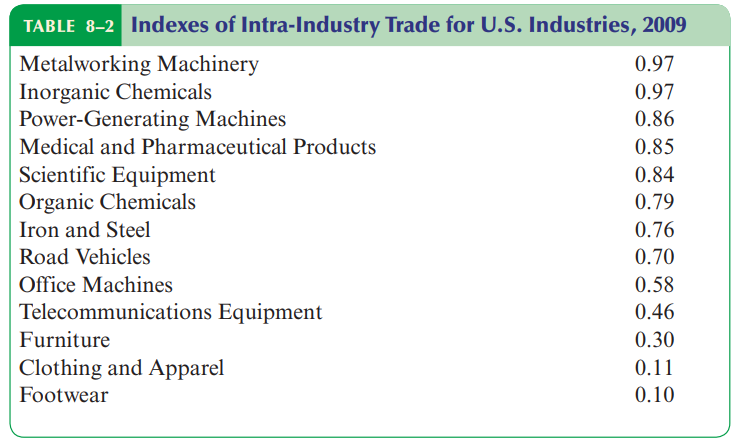 TABLE 8–2 Indexes of Intra-Industry Trade for U.S. Industries, 2009
Metalworking Machinery 0.97
Inorganic Chemicals 0.97
Power-Generating Machines 0.86
Medical and Pharmaceutical Products 0.85
Scientific Equipment 0.84
Organic Chemicals 0.79
Iron and Steel 0.76
Road Vehicles 0.70
Office Machines 0.58
Telecommunications Equipment 0.46
Furniture 0.30
Clothing and Apparel 0.11
Footwear 0.10